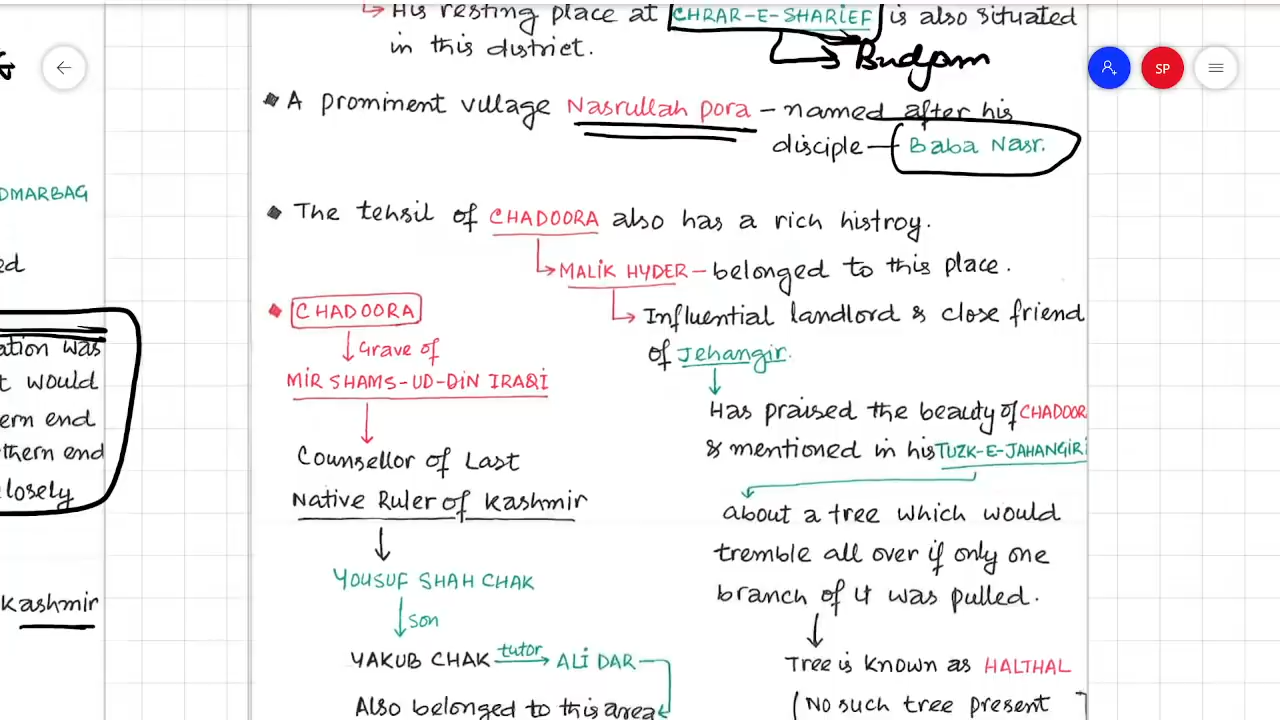 ↳ His resting place at CHRAR-E-SHARIEF is also situated
in this district.
→ Budgam
SP
◆ A prominent village Nasrullah pora – named after his
disciple – Baba Nasr.
◆ The tehsil of CHADOORA also has a rich histroy.
↳ MALIK HYDER – belonged to this place.
↳ Influential landlord & close friend
of Jehangir.
Has praised the beauty of CHADOOR
& mentioned in his TUZK-E-JAHANGIRI
about a tree which would
tremble all over if only one
branch of it was pulled.
Tree is known as HALTHAL
(No such tree present
◆ CHADOORA
↓ Grave of
MIR SHAMS-UD-DIN IRAQI
Counsellor of Last
Native Ruler of Kashmir
YOUSUF SHAH CHAK
↓ son
YAKUB CHAK tutor→ ALI DAR
Also belonged to this area
DMARBAG
ed
ation was
t would
ern end
thern end
losely
kashmir